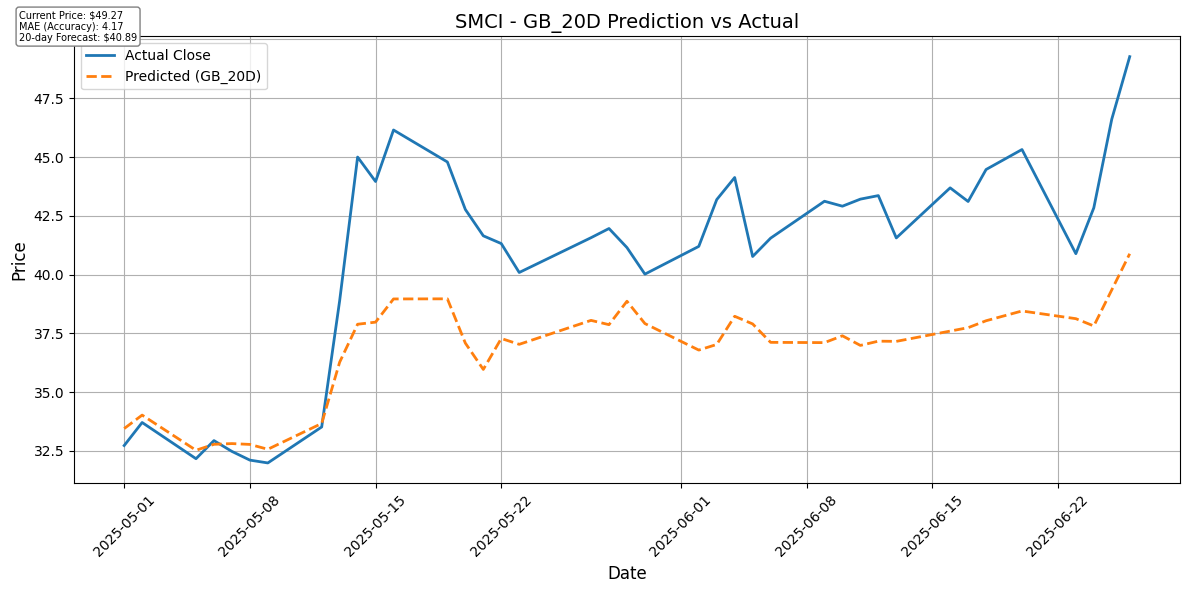 SMCI - GB_20D Prediction vs Actual
Current Price: $49.27
MAE (Accuracy): 4.17
20-day Forecast: $40.89
Actual Close
Predicted (GB_20D)
Price
47.5
45.0
42.5
40.0
37.5
35.0
32.5
2025-05-01
2025-05-08
2025-05-15
2025-05-22
2025-06-01
2025-06-08
2025-06-15
2025-06-22
Date